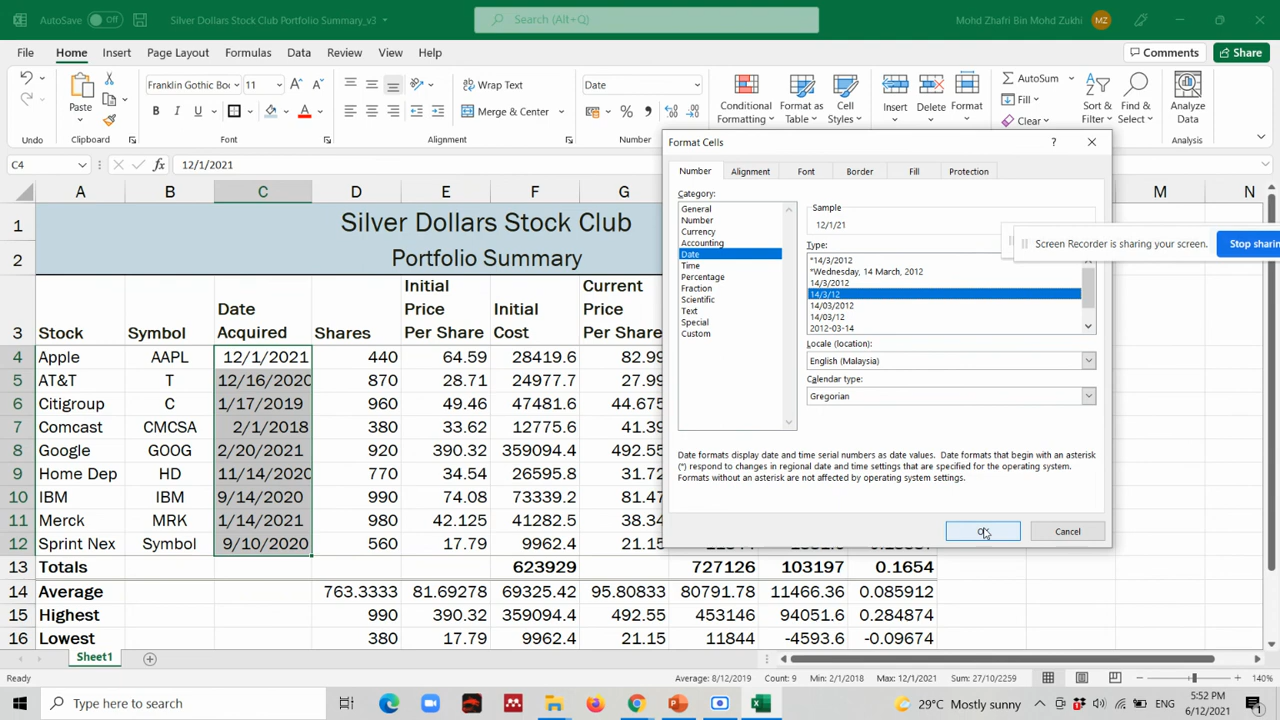 AutoSave Off Silver Dollars Stock Club Portfolio Summary_v3 Search (Alt+Q) Mohd Zhafri Bin Mohd Zukhi MZ
File Home Insert Page Layout Formulas Data Review View Help Comments Share
Franklin Gothic Bo 11 Wrap Text Date AutoSum
Paste B I U Merge & Center Conditional Formatting Format as Table Cell Styles Insert Delete Format Fill Clear Sort & Filter Find & Select Analyze Data
Undo Clipboard Font Alignment Number Analysis
C4 fx 12/1/2021
A B C D E F G M N
1 Silver Dollars Stock Club
2 Portfolio Summary
3 Stock Symbol Date Acquired Shares Initial Price Per Share Initial Cost Current Price Per Share
4 Apple AAPL 12/1/2021 440 64.59 28419.6 82.99
5 AT&T T 12/16/2020 870 28.71 24977.7 27.99
6 Citigroup C 1/17/2019 960 49.46 47481.6 44.675
7 Comcast CMCSA 2/1/2018 380 33.62 12775.6 41.39
8 Google GOOG 2/20/2021 920 390.32 359094.4 492.55
9 Home Dep HD 11/14/2020 770 34.54 26595.8 31.72
10 IBM IBM 9/14/2020 990 74.08 73339.2 81.47
11 Merck MRK 1/14/2021 980 42.125 41282.5 38.34
12 Sprint Nex Symbol 9/10/2020 560 17.79 9962.4 21.15
13 Totals 623929 727126 103197 0.1654
14 Average 763.3333 81.69278 69325.42 95.80833 80791.78 11466.36 0.085912
15 Highest 990 390.32 359094.4 492.55 453146 94051.6 0.284874
16 Lowest 380 17.79 9962.4 21.15 11844 -4593.6 -0.09674
Format Cells ?
Number Alignment Font Border Fill Protection
Category:
General
Number
Currency
Accounting
Date
Time
Percentage
Fraction
Scientific
Text
Special
Custom
Sample
12/1/21
Type:
*14/3/2012
*Wednesday, 14 March, 2012
14/3/2012
14/3/12
14/03/2012
14/03/12
2012-03-14
Locale (location):
English (Malaysia)
Calendar type:
Gregorian
Date formats display date and time serial numbers as date values. Date formats that begin with an asterisk
(*) respond to changes in regional date and time settings that are specified for the operating system.
Formats without an asterisk are not affected by operating system settings.
OK Cancel
Screen Recorder is sharing your screen. Stop sharin
Sheet1
Ready Average: 8/12/2019 Count: 9 Min: 2/1/2018 Max: 12/1/2021 Sum: 27/10/2259 140%
Type here to search 29°C Mostly sunny ENG 5:52 PM
6/12/2021